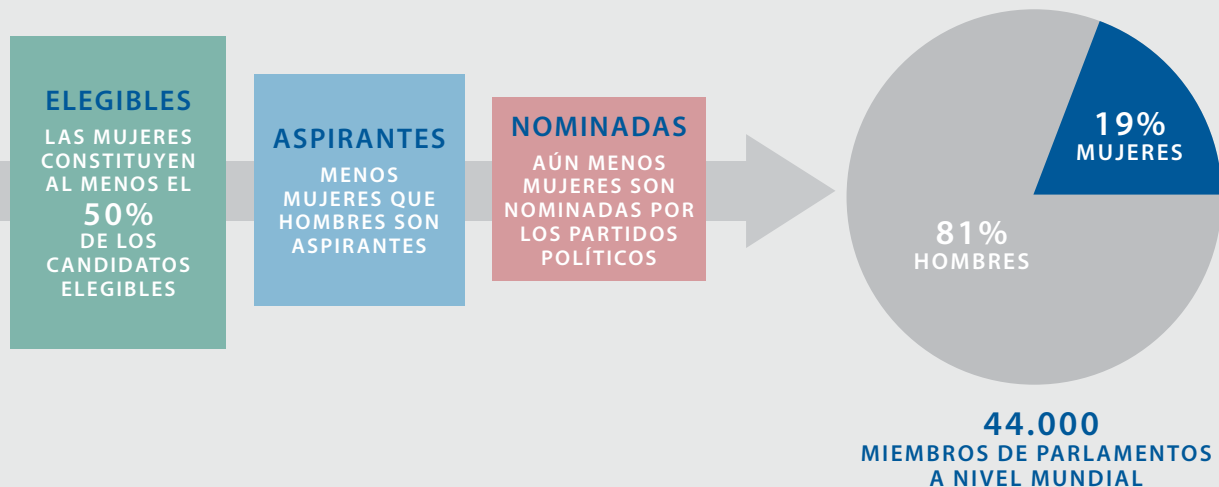 ELEGIBLES
LAS MUJERES
CONSTITUYEN
AL MENOS EL
50%
DE LOS
CANDIDATOS
ELEGIBLES
ASPIRANTES
MENOS
MUJERES QUE
HOMBRES SON
ASPIRANTES
NOMINADAS
AÚN MENOS
MUJERES SON
NOMINADAS POR
LOS PARTIDOS
POLÍTICOS
19%
MUJERES
81%
HOMBRES
44.000
MIEMBROS DE PARLAMENTOS
A NIVEL MUNDIAL